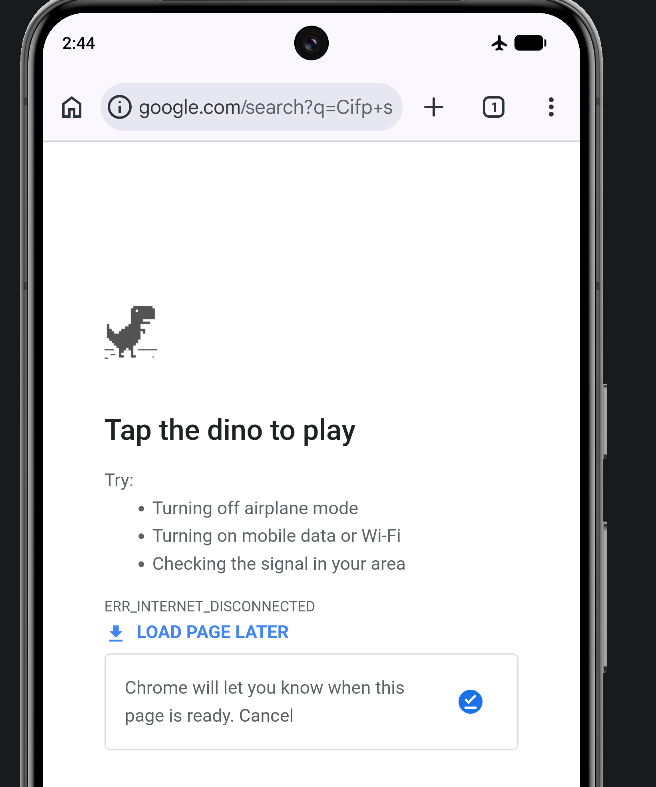 2:44
google.com/search?q=Cifp+s
1
Tap the dino to play
Try:
• Turning off airplane mode
• Turning on mobile data or Wi-Fi
• Checking the signal in your area
ERR_INTERNET_DISCONNECTED
LOAD PAGE LATER
Chrome will let you know when this
page is ready. Cancel